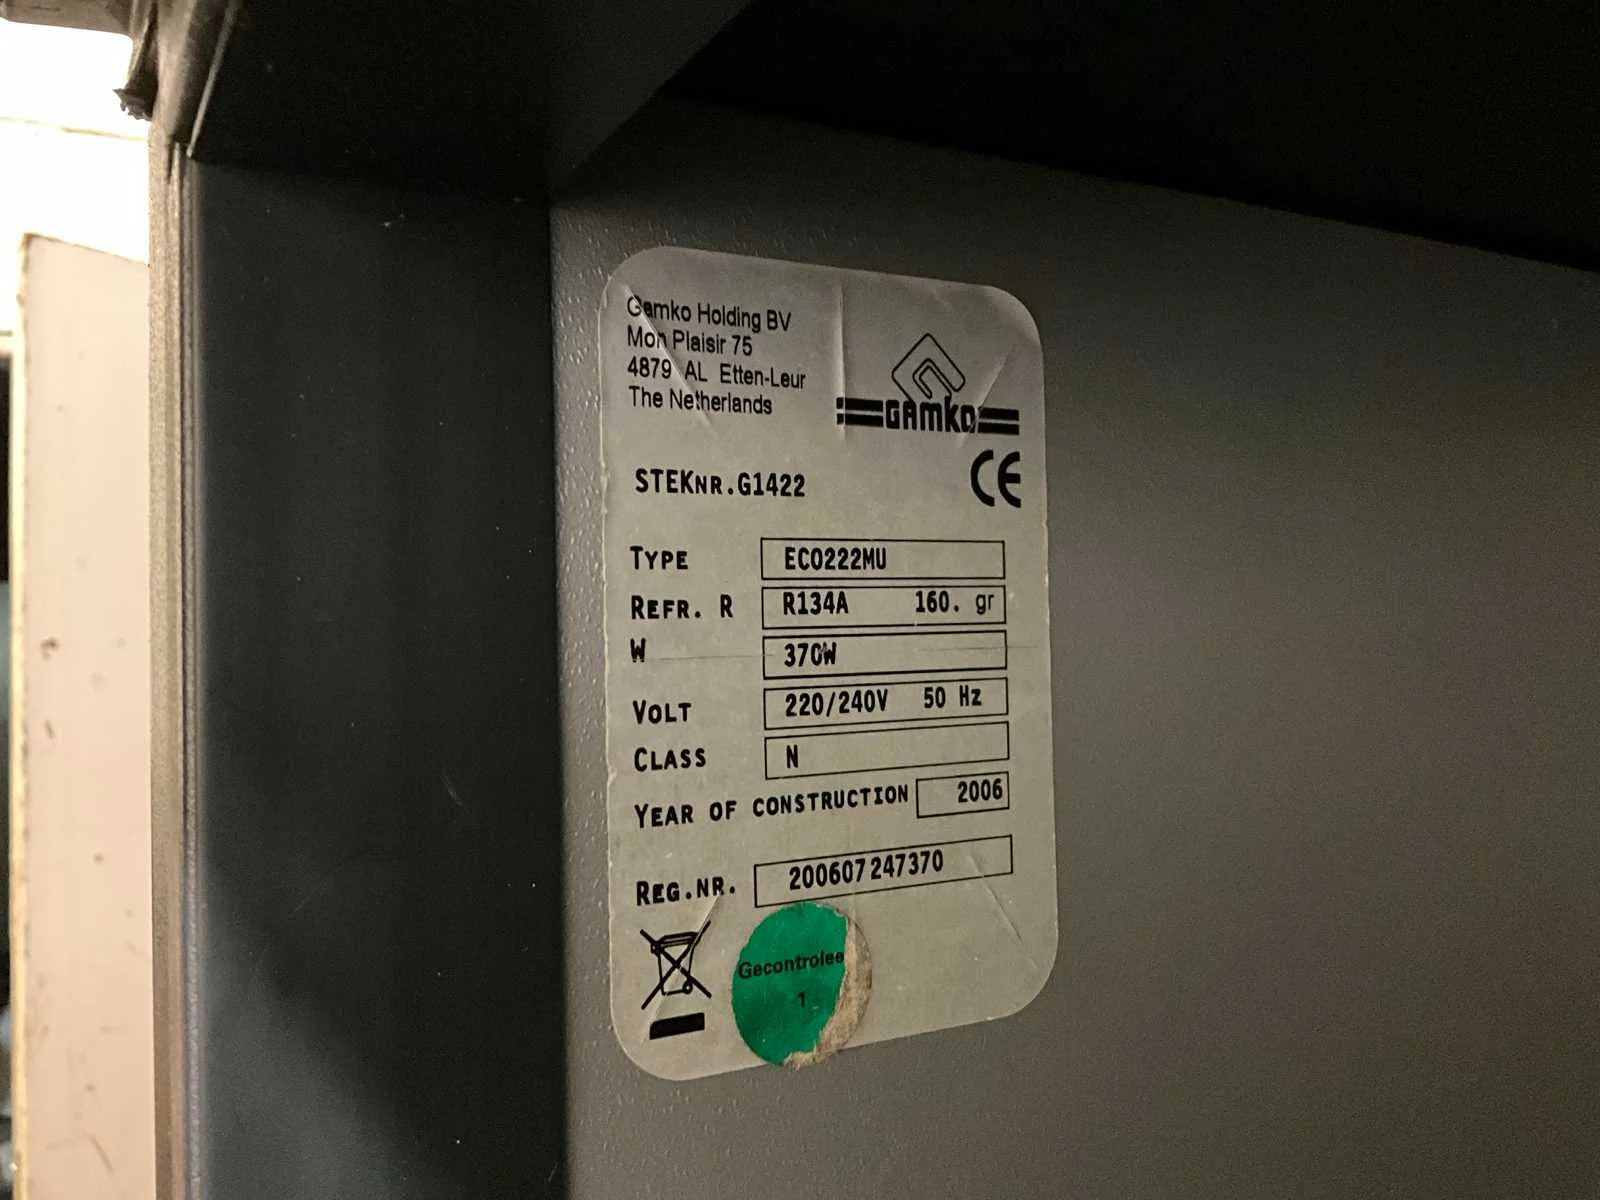 Gamko Holding BV
Mon Plaisir 75
4879 AL Etten-Leur
The Netherlands
GAMKO
CE
STEKNR.G1422
TYPE ECO222MU
REFR. R R134A 160. gr
W 370W
VOLT 220/240V 50 Hz
CLASS N
YEAR OF CONSTRUCTION 2006
REG.NR. 200607247370
Gecontrolee
1